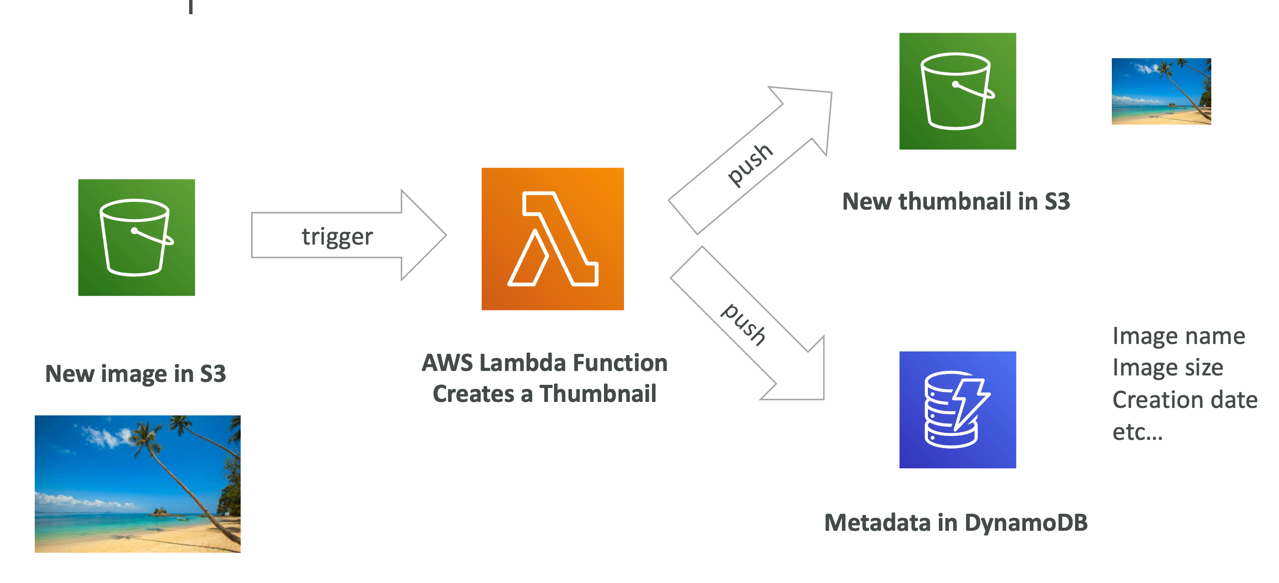 New image in S3
trigger
AWS Lambda Function
Creates a Thumbnail
push
New thumbnail in S3
push
Image name
Image size
Creation date
etc...
Metadata in DynamoDB